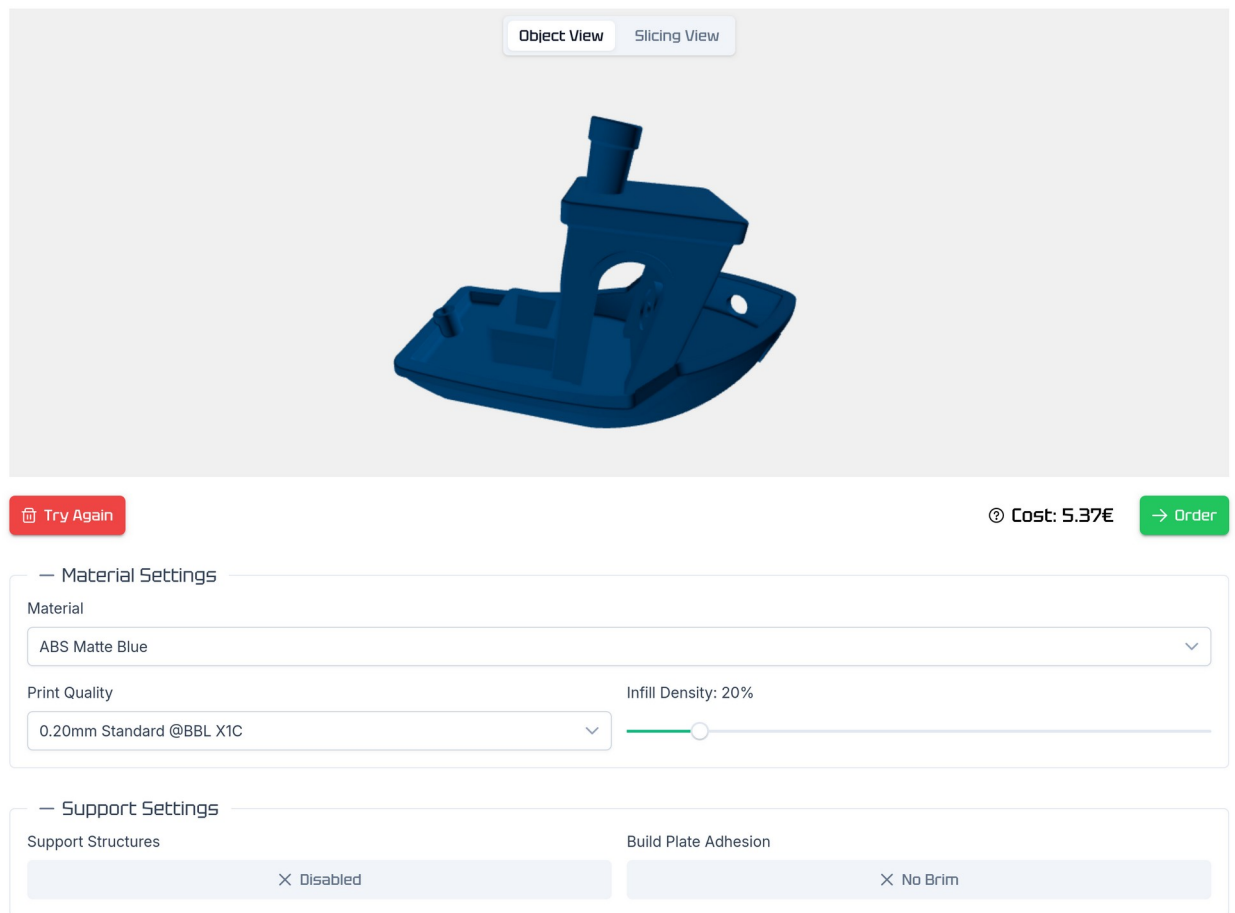 Object View Slicing View
Try Again Cost: 5.37€ Order
Material Settings
Material
ABS Matte Blue
Print Quality Infill Density: 20%
0.20mm Standard @BBL X1C
Support Settings
Support Structures Build Plate Adhesion
Disabled No Brim